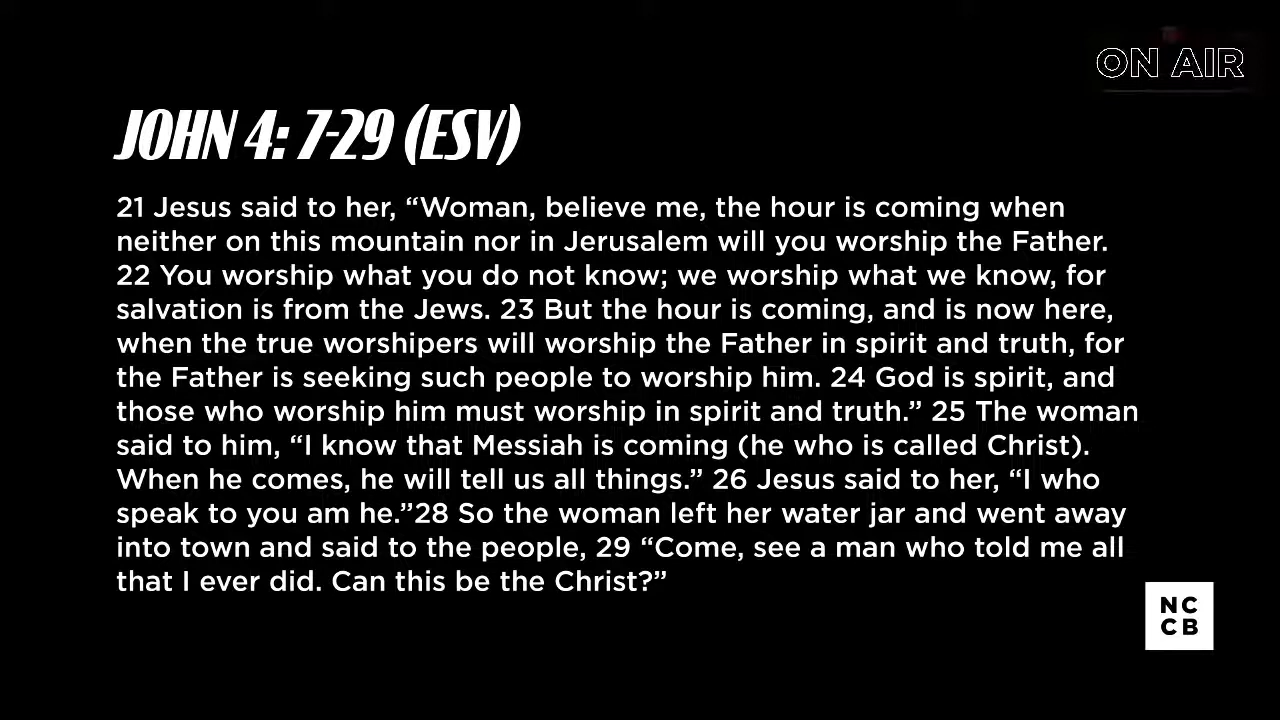 ON AIR
JOHN 4: 7-29 (ESV)
21 Jesus said to her, “Woman, believe me, the hour is coming when
neither on this mountain nor in Jerusalem will you worship the Father.
22 You worship what you do not know; we worship what we know, for
salvation is from the Jews. 23 But the hour is coming, and is now here,
when the true worshipers will worship the Father in spirit and truth, for
the Father is seeking such people to worship him. 24 God is spirit, and
those who worship him must worship in spirit and truth.” 25 The woman
said to him, “I know that Messiah is coming (he who is called Christ).
When he comes, he will tell us all things.” 26 Jesus said to her, “I who
speak to you am he.”28 So the woman left her water jar and went away
into town and said to the people, 29 “Come, see a man who told me all
that I ever did. Can this be the Christ?”
NC
CB